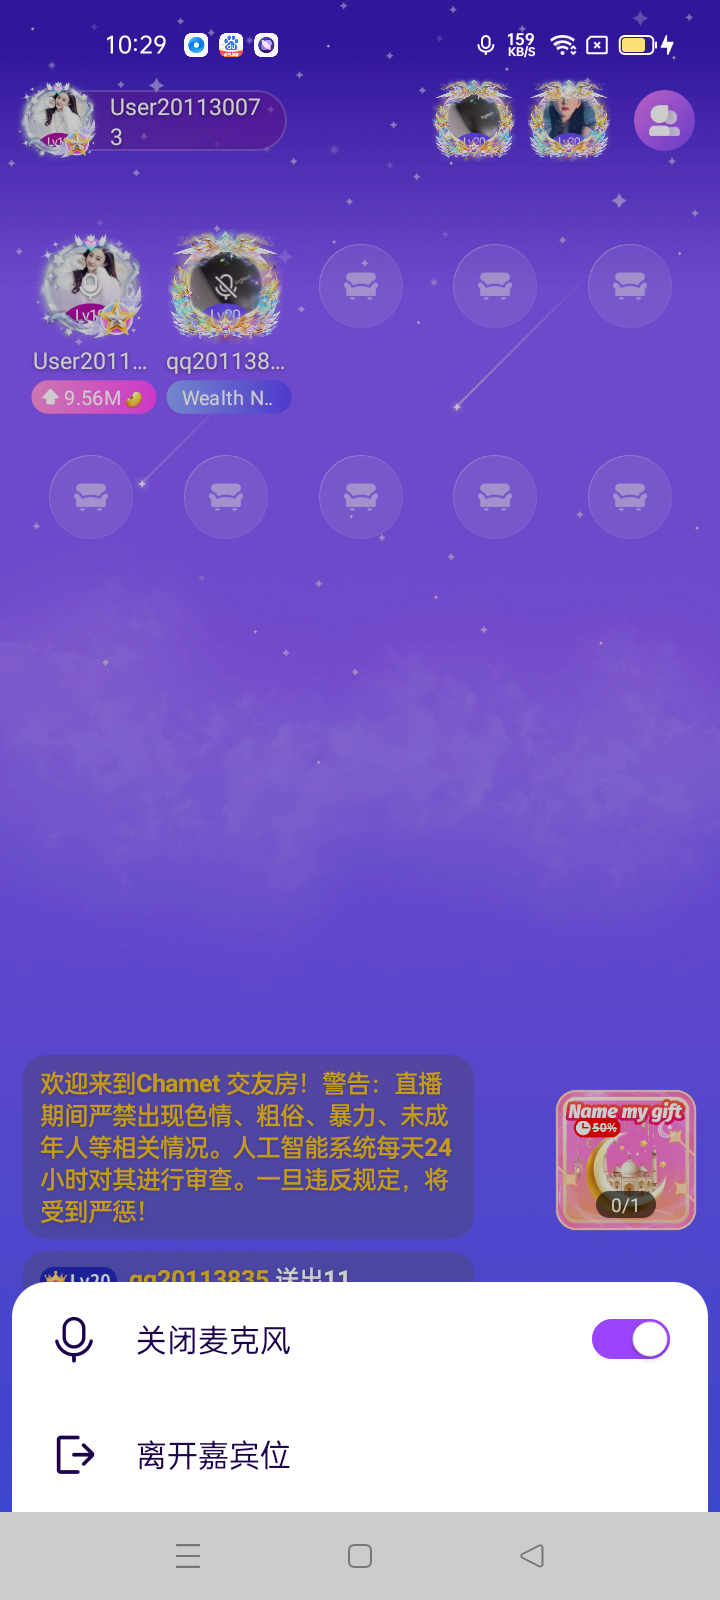 10:29
159
KB/S
User20113007
3
Lv20
Lv20
Lv20
User2011...
qq201138...
9.56M
Wealth N..
欢迎来到Chamet 交友房！警告：直播
期间严禁出现色情、粗俗、暴力、未成
年人等相关情况。人工智能系统每天24
小时对其进行审查。一旦违反规定，将
受到严惩！
Name my gift
50%
0/1
Lv20 qq20113835 送出11
关闭麦克风
离开嘉宾位